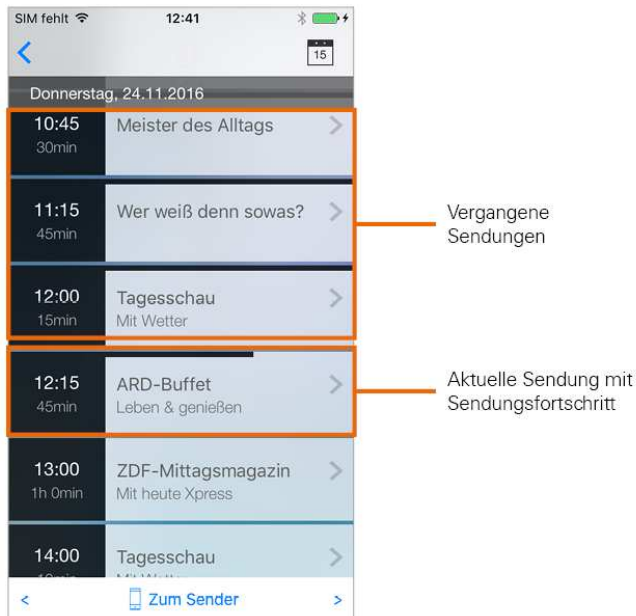 SIM fehlt 12:41
15
Donnerstag, 24.11.2016
10:45 Meister des Alltags
30min
11:15 Wer weiß denn sowas?
45min
Vergangene
Sendungen
12:00 Tagesschau
15min Mit Wetter
12:15 ARD-Buffet
45min Leben & genießen
Aktuelle Sendung mit
Sendungsfortschritt
13:00 ZDF-Mittagsmagazin
1h 0min Mit heute Xpress
14:00 Tagesschau
< Zum Sender >